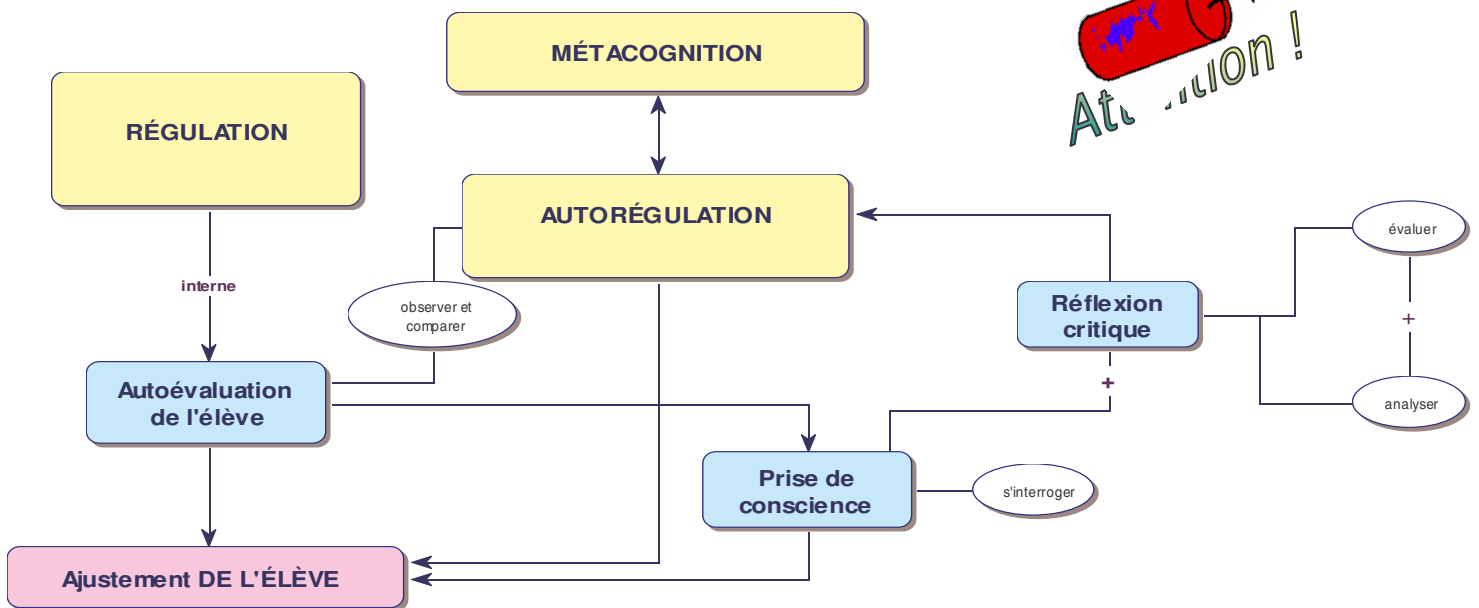 MÉTACOGNITION
RÉGULATION
AUTORÉGULATION
évaluer
interne
observer et
comparer
Réflexion
critique
+
+
Autoévaluation
de l'élève
analyser
Prise de
conscience
s'interroger
Ajustement DE L'ÉLÈVE